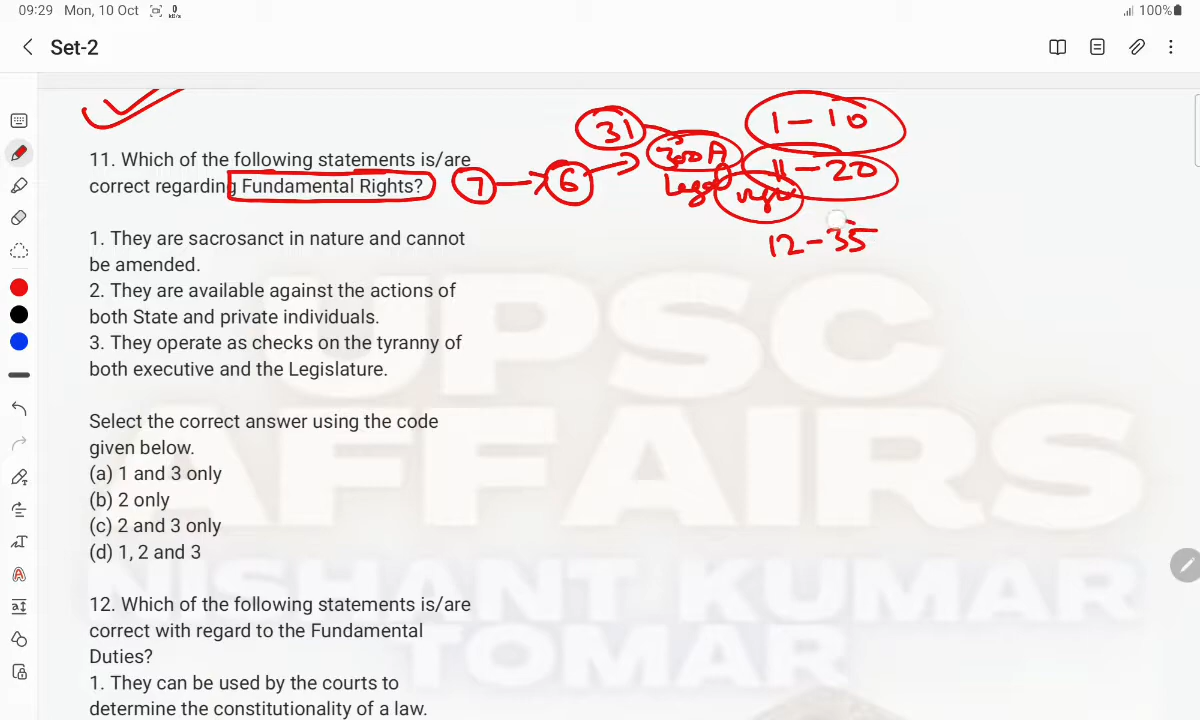 09:29 Mon, 10 Oct 0 kB/s 100%
Set-2
31 1-10
11. Which of the following statements is/are 300 A 11-20
correct regarding Fundamental Rights? 7 6 Legal right
12-35
1. They are sacrosanct in nature and cannot
be amended.
2. They are available against the actions of
both State and private individuals.
3. They operate as checks on the tyranny of
both executive and the Legislature.
Select the correct answer using the code
given below.
(a) 1 and 3 only
(b) 2 only
(c) 2 and 3 only
(d) 1, 2 and 3
12. Which of the following statements is/are
correct with regard to the Fundamental
Duties?
1. They can be used by the courts to
determine the constitutionality of a law.
UPSC
AFFAIRS
NISHANT KUMAR
TOMAR